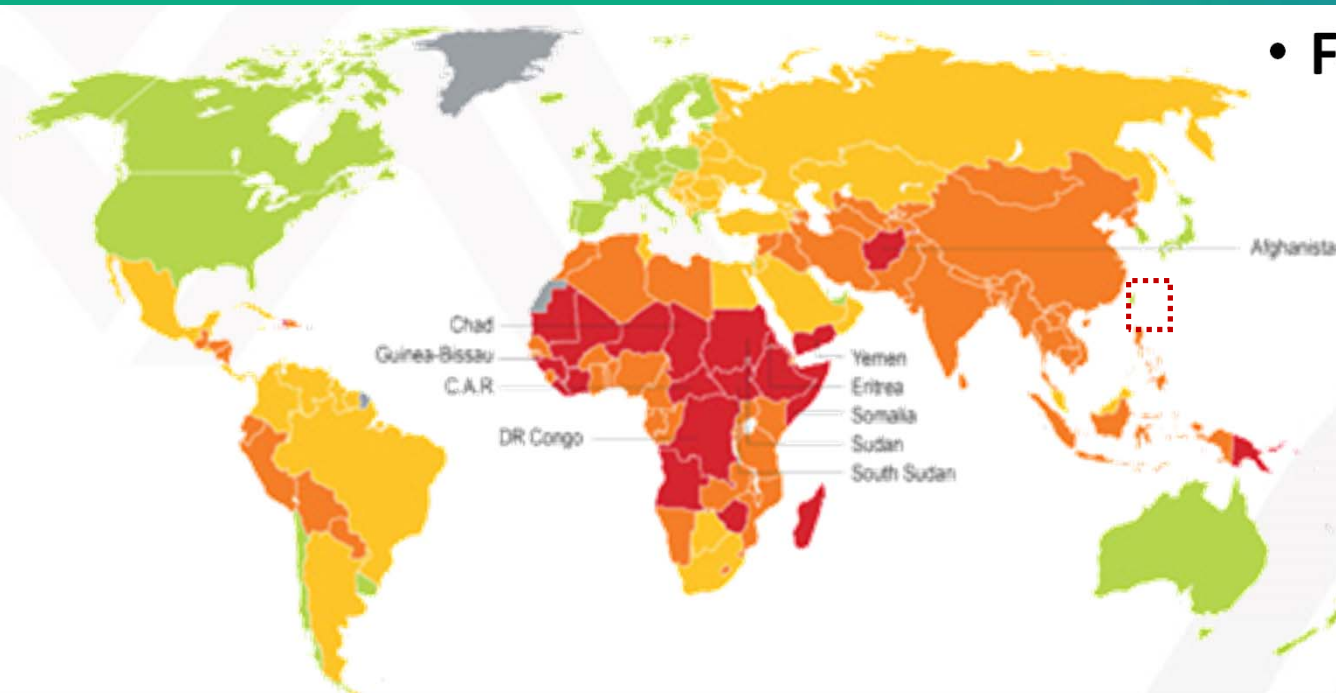 • F
Afghanista
Chad
Guinea-Bissau
C.A.R
DR Congo
Yemen
Eritrea
Somalia
Sudan
South Sudan